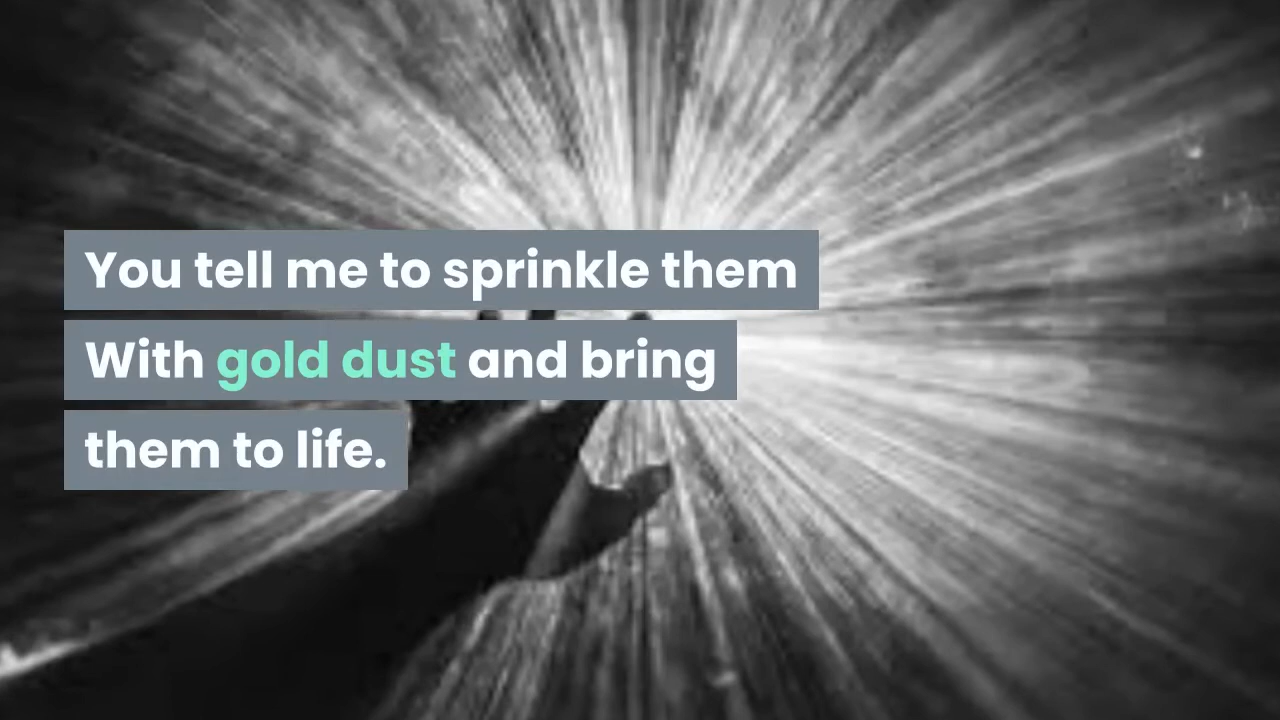 You tell me to sprinkle them
With gold dust and bring
them to life.